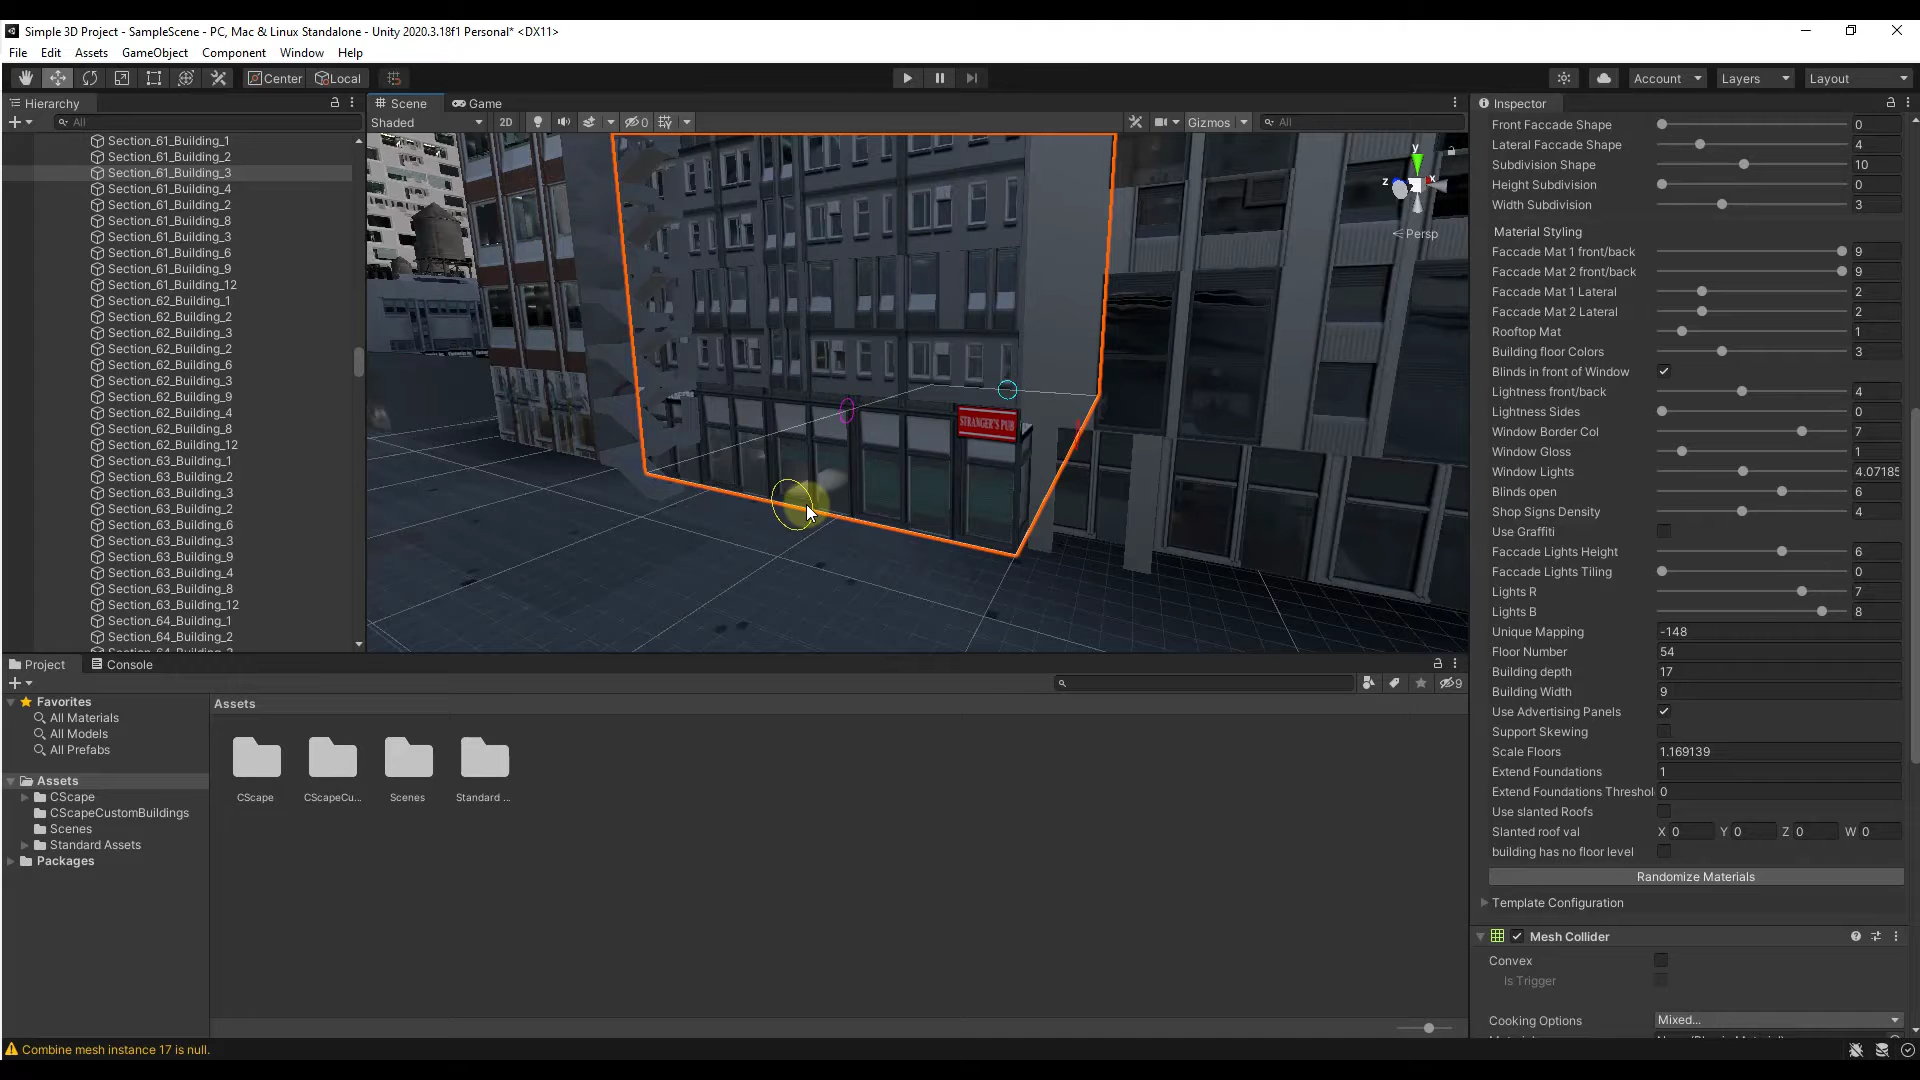 Simple 3D Project - SampleScene - PC, Mac & Linux Standalone - Unity 2020.3.18f1 Personal* <DX11>
File Edit Assets GameObject Component Window Help
Center Local Account Layers Layout
Hierarchy
All
Section_61_Building_1
Section_61_Building_2
Section_61_Building_3
Section_61_Building_4
Section_61_Building_2
Section_61_Building_8
Section_61_Building_3
Section_61_Building_6
Section_61_Building_9
Section_61_Building_12
Section_62_Building_1
Section_62_Building_2
Section_62_Building_3
Section_62_Building_2
Section_62_Building_6
Section_62_Building_3
Section_62_Building_9
Section_62_Building_4
Section_62_Building_8
Section_62_Building_12
Section_63_Building_1
Section_63_Building_2
Section_63_Building_3
Section_63_Building_2
Section_63_Building_6
Section_63_Building_3
Section_63_Building_9
Section_63_Building_4
Section_63_Building_8
Section_63_Building_12
Section_64_Building_1
Section_64_Building_2
Scene Game
Shaded 2D 0 Gizmos All
y
z x
Persp
STRANGER'S PUB
Inspector
Front Faccade Shape 0
Lateral Faccade Shape 4
Subdivision Shape 10
Height Subdivision 0
Width Subdivision 3
Material Styling
Faccade Mat 1 front/back 9
Faccade Mat 2 front/back 9
Faccade Mat 1 Lateral 2
Faccade Mat 2 Lateral 2
Rooftop Mat 1
Building floor Colors 3
Blinds in front of Window
Lightness front/back 4
Lightness Sides 0
Window Border Col 7
Window Gloss 1
Window Lights 4.07185
Blinds open 6
Shop Signs Density 4
Use Graffiti
Faccade Lights Height 6
Faccade Lights Tiling 0
Lights R 7
Lights B 8
Unique Mapping -148
Floor Number 54
Building depth 17
Building Width 9
Use Advertising Panels
Support Skewing
Scale Floors 1.169139
Extend Foundations 1
Extend Foundations Threshol 0
Use slanted Roofs
Slanted roof val X 0 Y 0 Z 0 W 0
building has no floor level
Randomize Materials
Template Configuration
Mesh Collider
Convex
Is Trigger
Cooking Options Mixed...
Project Console
9
Favorites
All Materials
All Models
All Prefabs
Assets
CScape
CScapeCustomBuildings
Scenes
Standard Assets
Packages
Assets
CScape CScapeCu... Scenes Standard ...
Combine mesh instance 17 is null.